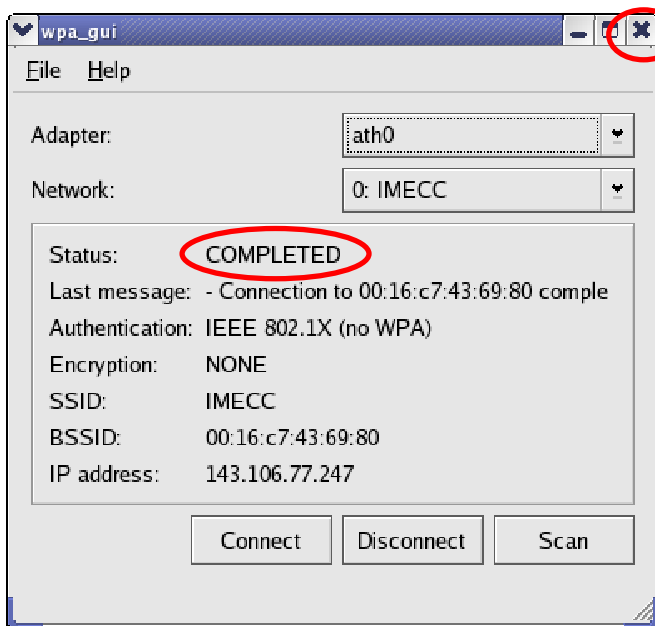 wpa_gui
File Help
Adapter: ath0
Network: 0: IMECC
Status: COMPLETED
Last message: - Connection to 00:16:c7:43:69:80 comple
Authentication: IEEE 802.1X (no WPA)
Encryption: NONE
SSID: IMECC
BSSID: 00:16:c7:43:69:80
IP address: 143.106.77.247
Connect Disconnect Scan